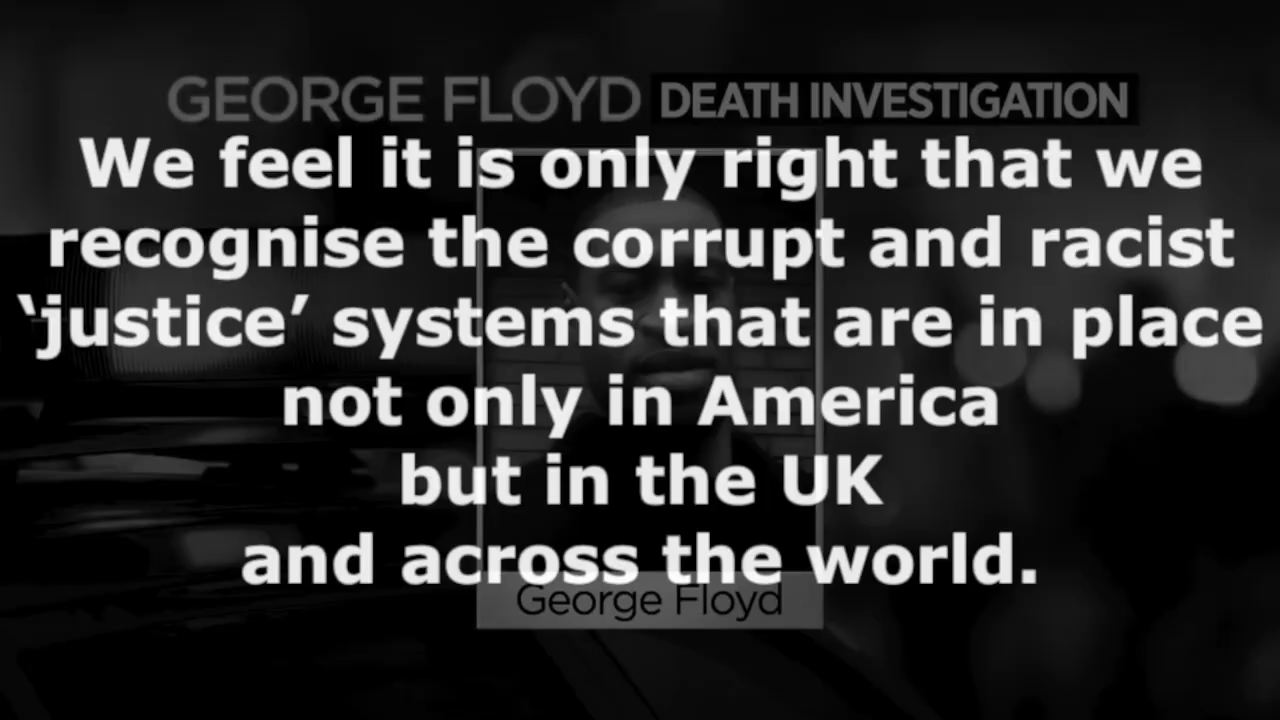 GEORGE FLOYD DEATH INVESTIGATION
We feel it is only right that we
recognise the corrupt and racist
‘justice’ systems that are in place
not only in America
but in the UK
and across the world.
George Floyd